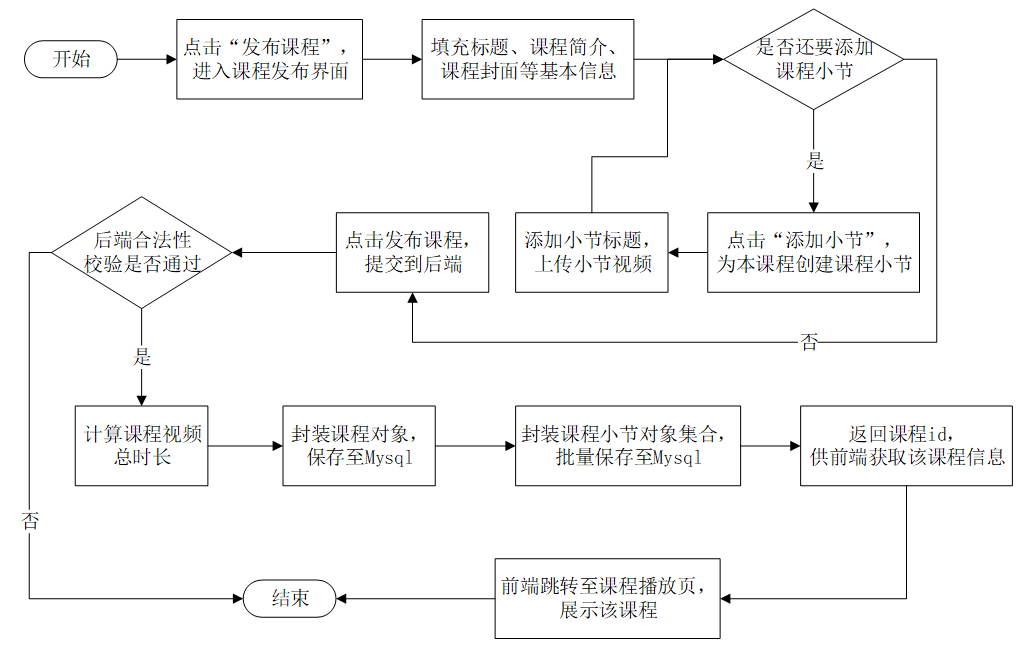 开始
点击“发布课程”，
进入课程发布界面
填充标题、课程简介、
课程封面等基本信息
是否还要添加
课程小节
是
点击“添加小节”，
为本课程创建课程小节
添加小节标题，
上传小节视频
否
点击发布课程，
提交到后端
后端合法性
校验是否通过
是
计算课程视频
总时长
封装课程对象，
保存至Mysql
封装课程小节对象集合，
批量保存至Mysql
返回课程id，
供前端获取该课程信息
否
前端跳转至课程播放页，
展示该课程
结束